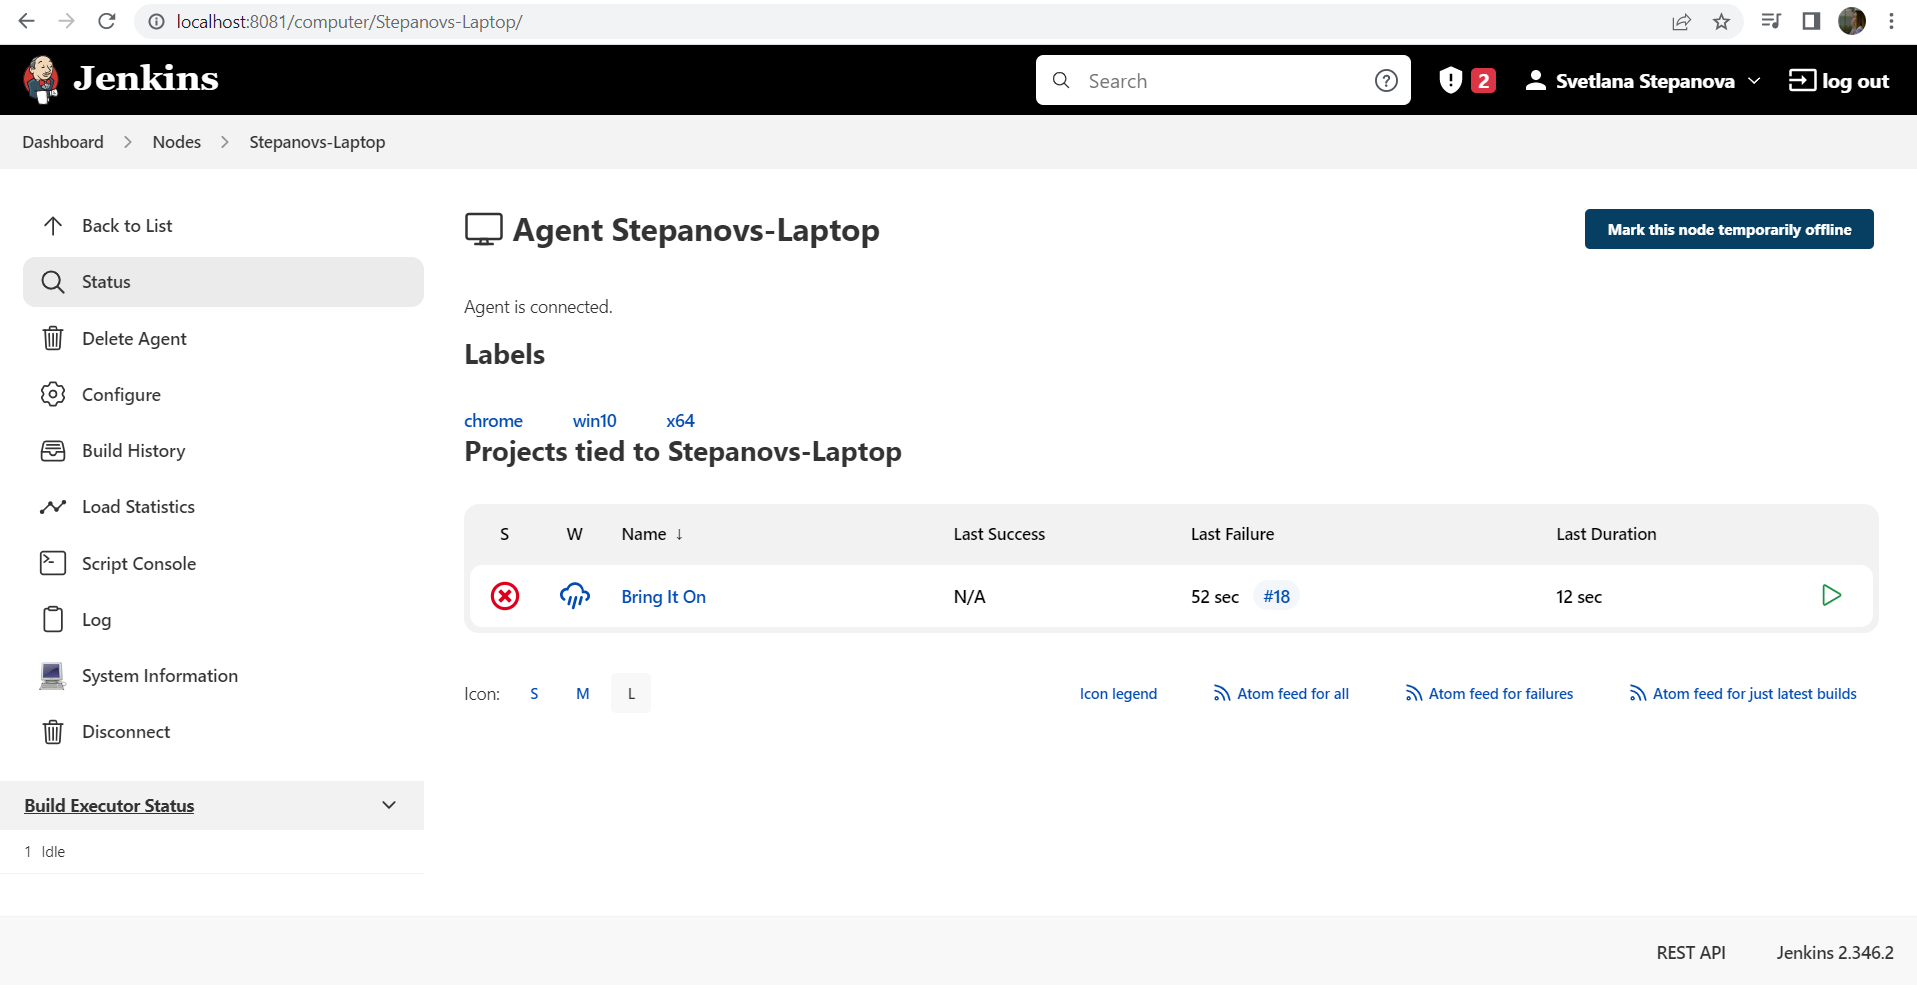 localhost:8081/computer/Stepanovs-Laptop/
Jenkins
Search
2
Svetlana Stepanova
log out
Dashboard
Nodes
Stepanovs-Laptop
Back to List
Status
Delete Agent
Configure
Build History
Load Statistics
Script Console
Log
System Information
Disconnect
Build Executor Status
1 Idle
Agent Stepanovs-Laptop
Mark this node temporarily offline
Agent is connected.
Labels
chrome win10 x64
Projects tied to Stepanovs-Laptop
S W Name ↓ Last Success Last Failure Last Duration
Bring It On N/A 52 sec #18 12 sec
Icon: S M L
Icon legend Atom feed for all Atom feed for failures Atom feed for just latest builds
REST API Jenkins 2.346.2